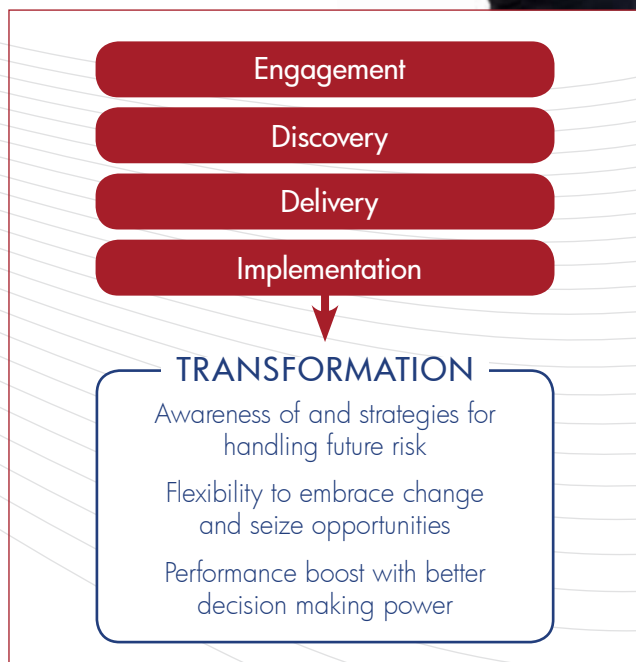 Engagement
Discovery
Delivery
Implementation
TRANSFORMATION
Awareness of and strategies for
handling future risk
Flexibility to embrace change
and seize opportunities
Performance boost with better
decision making power